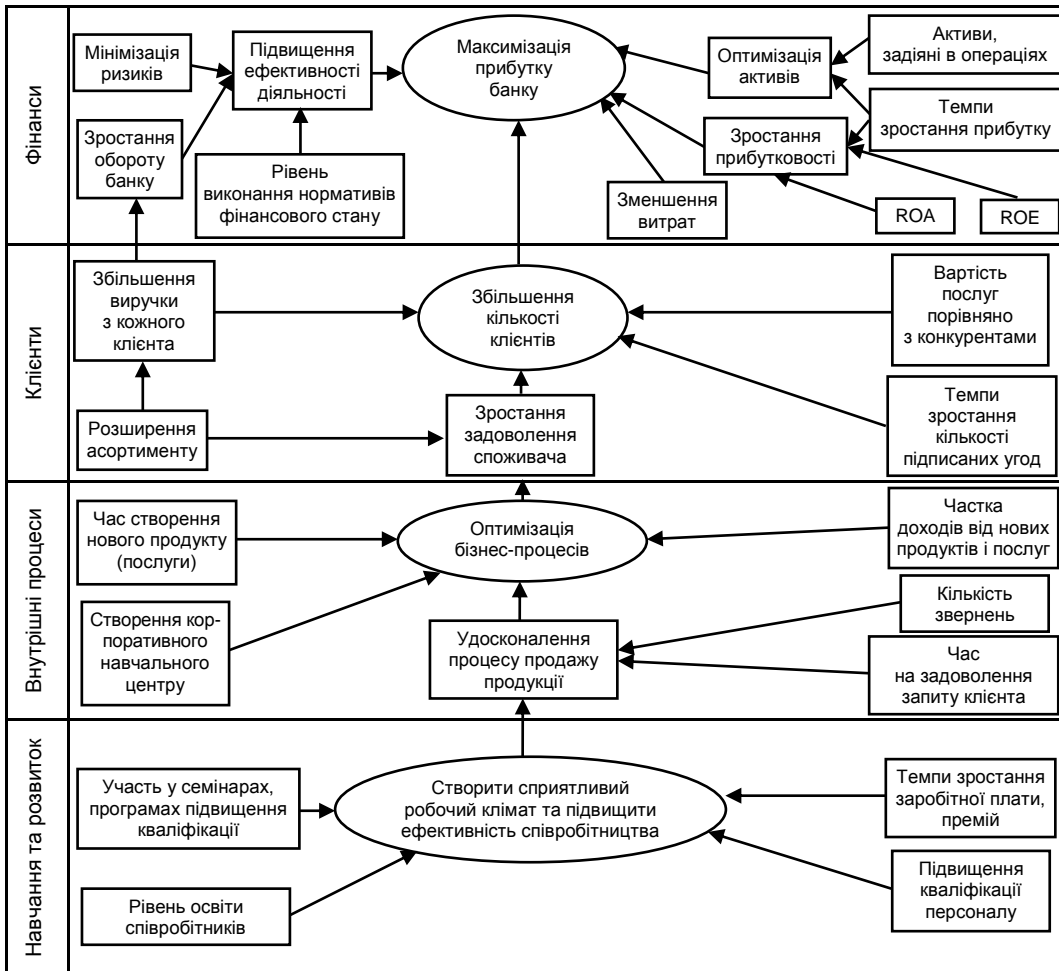 Фінанси
Мінімізація
ризиків
Підвищення
ефективності
діяльності
Максимізація
прибутку
банку
Оптимізація
активів
Активи,
задіяні в операціях
Темпи
зростання прибутку
Зростання
обороту
банку
Рівень
виконання нормативів
фінансового стану
Зменшення
витрат
Зростання
прибутковості
ROA
ROE
Клієнти
Збільшення
виручки
з кожного
клієнта
Збільшення
кількості
клієнтів
Вартість
послуг
порівняно
з конкурентами
Розширення
асортименту
Зростання
задоволення
споживача
Темпи
зростання
кількості
підписаних угод
Внутрішні процеси
Час створення
нового продукту
(послуги)
Оптимізація
бізнес-процесів
Частка
доходів від нових
продуктів і послуг
Створення кор-
поративного
навчального
центру
Удосконалення
процесу продажу
продукції
Кількість
звернень
Час
на задоволення
запиту клієнта
Навчання та розвиток
Участь у семінарах,
програмах підвищення
кваліфікації
Створити сприятливий
робочий клімат та підвищити
ефективність співробітництва
Темпи зростання
заробітної плати,
премій
Рівень освіти
співробітників
Підвищення
кваліфікації
персоналу